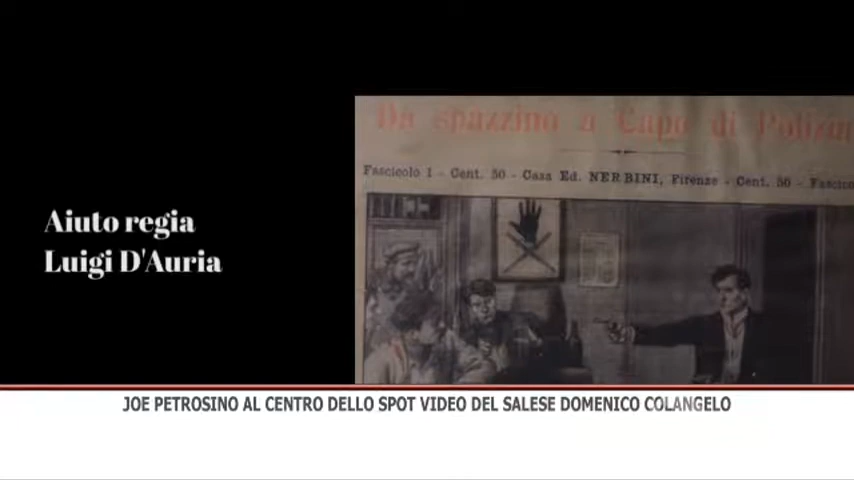 Da spazzino a Capo di Polizia
Fascicolo 1 - Cent. 50 - Casa Ed. NERBINI, Firenze - Cent. 50 - Fascico
Aiuto regia
Luigi D'Auria
JOE PETROSINO AL CENTRO DELLO SPOT VIDEO DEL SALESE DOMENICO COLANGELO